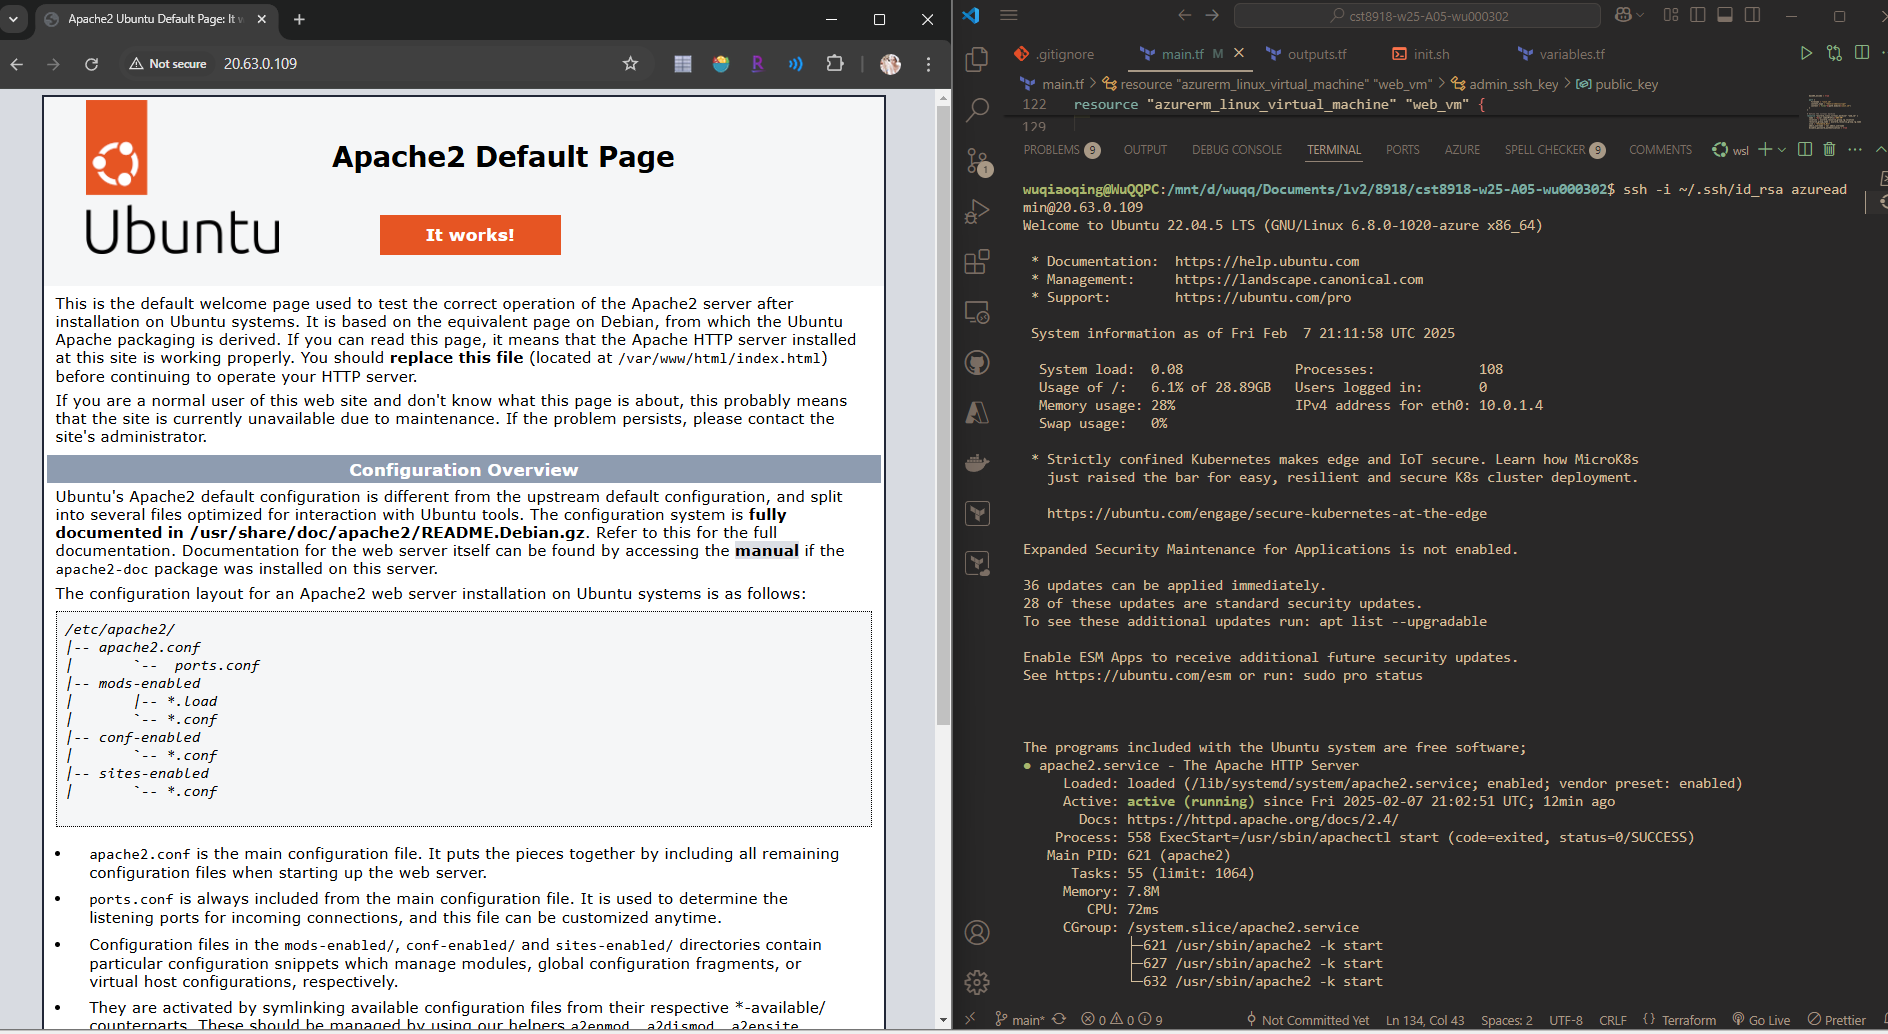 Apache2 Ubuntu Default Page: It w
Not secure 20.63.0.109
Ubuntu
Apache2 Default Page
It works!
This is the default welcome page used to test the correct operation of the Apache2 server after
installation on Ubuntu systems. It is based on the equivalent page on Debian, from which the Ubuntu
Apache packaging is derived. If you can read this page, it means that the Apache HTTP server installed
at this site is working properly. You should replace this file (located at /var/www/html/index.html)
before continuing to operate your HTTP server.
If you are a normal user of this web site and don't know what this page is about, this probably means
that the site is currently unavailable due to maintenance. If the problem persists, please contact the
site's administrator.
Configuration Overview
Ubuntu's Apache2 default configuration is different from the upstream default configuration, and split
into several files optimized for interaction with Ubuntu tools. The configuration system is fully
documented in /usr/share/doc/apache2/README.Debian.gz. Refer to this for the full
documentation. Documentation for the web server itself can be found by accessing the manual if the
apache2-doc package was installed on this server.
The configuration layout for an Apache2 web server installation on Ubuntu systems is as follows:
/etc/apache2/
|-- apache2.conf
|       `--  ports.conf
|-- mods-enabled
|       |-- *.load
|       `-- *.conf
|-- conf-enabled
|       `-- *.conf
|-- sites-enabled
|       `-- *.conf
• apache2.conf is the main configuration file. It puts the pieces together by including all remaining
configuration files when starting up the web server.
• ports.conf is always included from the main configuration file. It is used to determine the
listening ports for incoming connections, and this file can be customized anytime.
• Configuration files in the mods-enabled/, conf-enabled/ and sites-enabled/ directories contain
particular configuration snippets which manage modules, global configuration fragments, or
virtual host configurations, respectively.
• They are activated by symlinking available configuration files from their respective *-available/
counterparts. These should be managed by using our helpers a2enmod, a2dismod, a2ensite,
cst8918-w25-A05-wu000302
.gitignore main.tf M outputs.tf init.sh variables.tf
main.tf > resource "azurerm_linux_virtual_machine" "web_vm" > admin_ssh_key > public_key
122 resource "azurerm_linux_virtual_machine" "web_vm" {
129
PROBLEMS 9 OUTPUT DEBUG CONSOLE TERMINAL PORTS AZURE SPELL CHECKER 9 COMMENTS wsl
1
wuqiaoqing@WuQQPC:/mnt/d/wuqq/Documents/lv2/8918/cst8918-w25-A05-wu000302$ ssh -i ~/.ssh/id_rsa azuread
min@20.63.0.109
Welcome to Ubuntu 22.04.5 LTS (GNU/Linux 6.8.0-1020-azure x86_64)
* Documentation:  https://help.ubuntu.com
* Management:     https://landscape.canonical.com
* Support:        https://ubuntu.com/pro
System information as of Fri Feb  7 21:11:58 UTC 2025
System load:  0.08              Processes:             108
Usage of /:   6.1% of 28.89GB   Users logged in:       0
Memory usage: 28%               IPv4 address for eth0: 10.0.1.4
Swap usage:   0%
* Strictly confined Kubernetes makes edge and IoT secure. Learn how MicroK8s
just raised the bar for easy, resilient and secure K8s cluster deployment.
https://ubuntu.com/engage/secure-kubernetes-at-the-edge
Expanded Security Maintenance for Applications is not enabled.
36 updates can be applied immediately.
28 of these updates are standard security updates.
To see these additional updates run: apt list --upgradable
Enable ESM Apps to receive additional future security updates.
See https://ubuntu.com/esm or run: sudo pro status
The programs included with the Ubuntu system are free software;
● apache2.service - The Apache HTTP Server
Loaded: loaded (/lib/systemd/system/apache2.service; enabled; vendor preset: enabled)
Active: active (running) since Fri 2025-02-07 21:02:51 UTC; 12min ago
Docs: https://httpd.apache.org/docs/2.4/
Process: 558 ExecStart=/usr/sbin/apachectl start (code=exited, status=0/SUCCESS)
Main PID: 621 (apache2)
Tasks: 55 (limit: 1064)
Memory: 7.8M
CPU: 72ms
CGroup: /system.slice/apache2.service
├─621 /usr/sbin/apache2 -k start
├─627 /usr/sbin/apache2 -k start
└─632 /usr/sbin/apache2 -k start
main* 0 0 9 Not Committed Yet Ln 134, Col 43 Spaces: 2 UTF-8 CRLF {} Terraform Go Live Prettier